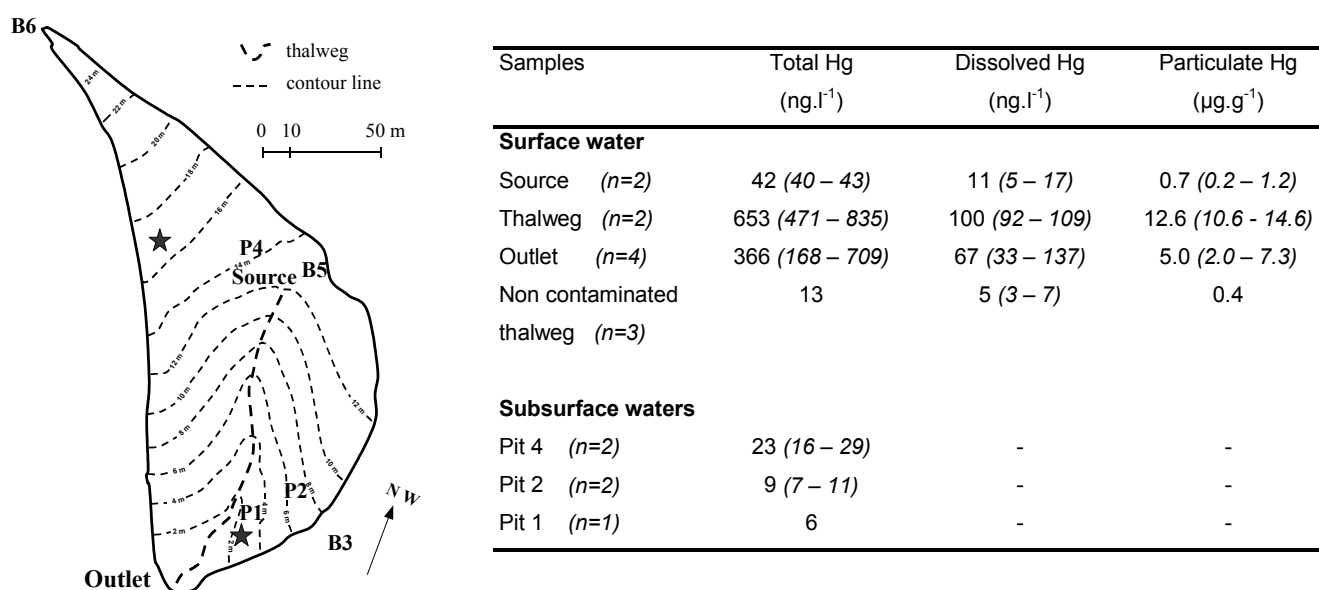 B6
thalweg
contour line
0 10 50 m
24 m
22 m
20 m
18 m
16 m
P4
14 m
Source B5
12 m
10 m
8 m
6 m
4 m
2 m
12 m
10 m
8 m
6 m
4 m
2 m
P2
P1
B3
N W
Outlet
Samples Total Hg Dissolved Hg Particulate Hg
(ng.l-1) (ng.l-1) (µg.g-1)
Surface water
Source (n=2) 42 (40 – 43) 11 (5 – 17) 0.7 (0.2 – 1.2)
Thalweg (n=2) 653 (471 – 835) 100 (92 – 109) 12.6 (10.6 - 14.6)
Outlet (n=4) 366 (168 – 709) 67 (33 – 137) 5.0 (2.0 – 7.3)
Non contaminated 13 5 (3 – 7) 0.4
thalweg (n=3)
Subsurface waters
Pit 4 (n=2) 23 (16 – 29) - -
Pit 2 (n=2) 9 (7 – 11) - -
Pit 1 (n=1) 6 - -